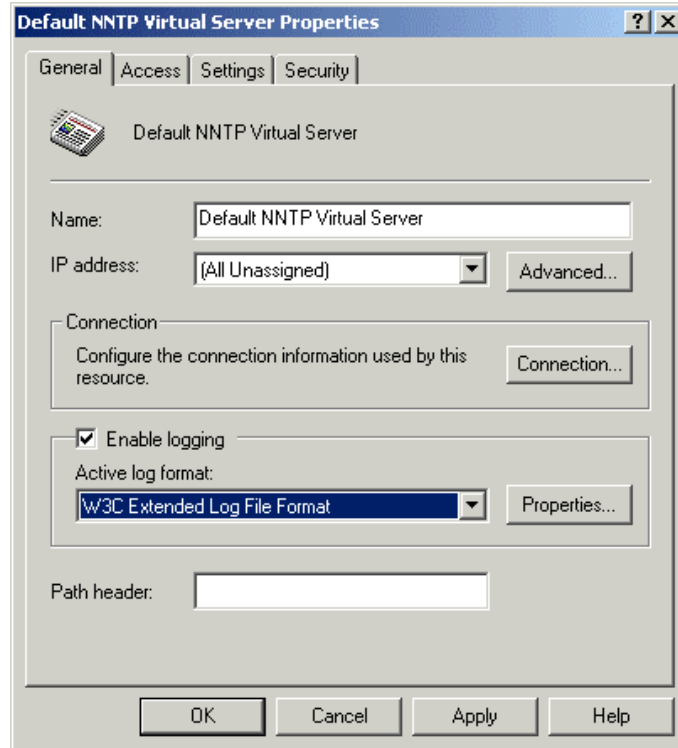 Default NNTP Virtual Server Properties
General Access Settings Security
Default NNTP Virtual Server
Name: Default NNTP Virtual Server
IP address: (All Unassigned) Advanced...
Connection
Configure the connection information used by this
resource.
Connection...
Enable logging
Active log format:
W3C Extended Log File Format Properties...
Path header:
OK Cancel Apply Help